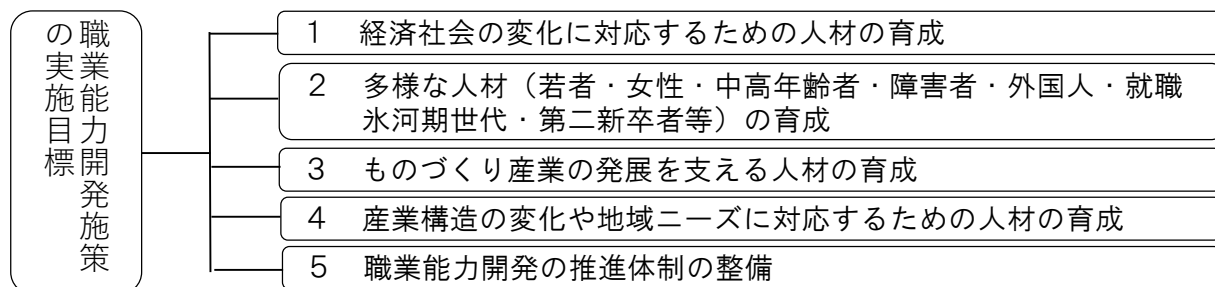 職業能力開発施策
の実施目標
1 経済社会の変化に対応するための人材の育成
2 多様な人材（若者・女性・中高年齢者・障害者・外国人・就職
氷河期世代・第二新卒者等）の育成
3 ものづくり産業の発展を支える人材の育成
4 産業構造の変化や地域ニーズに対応するための人材の育成
5 職業能力開発の推進体制の整備